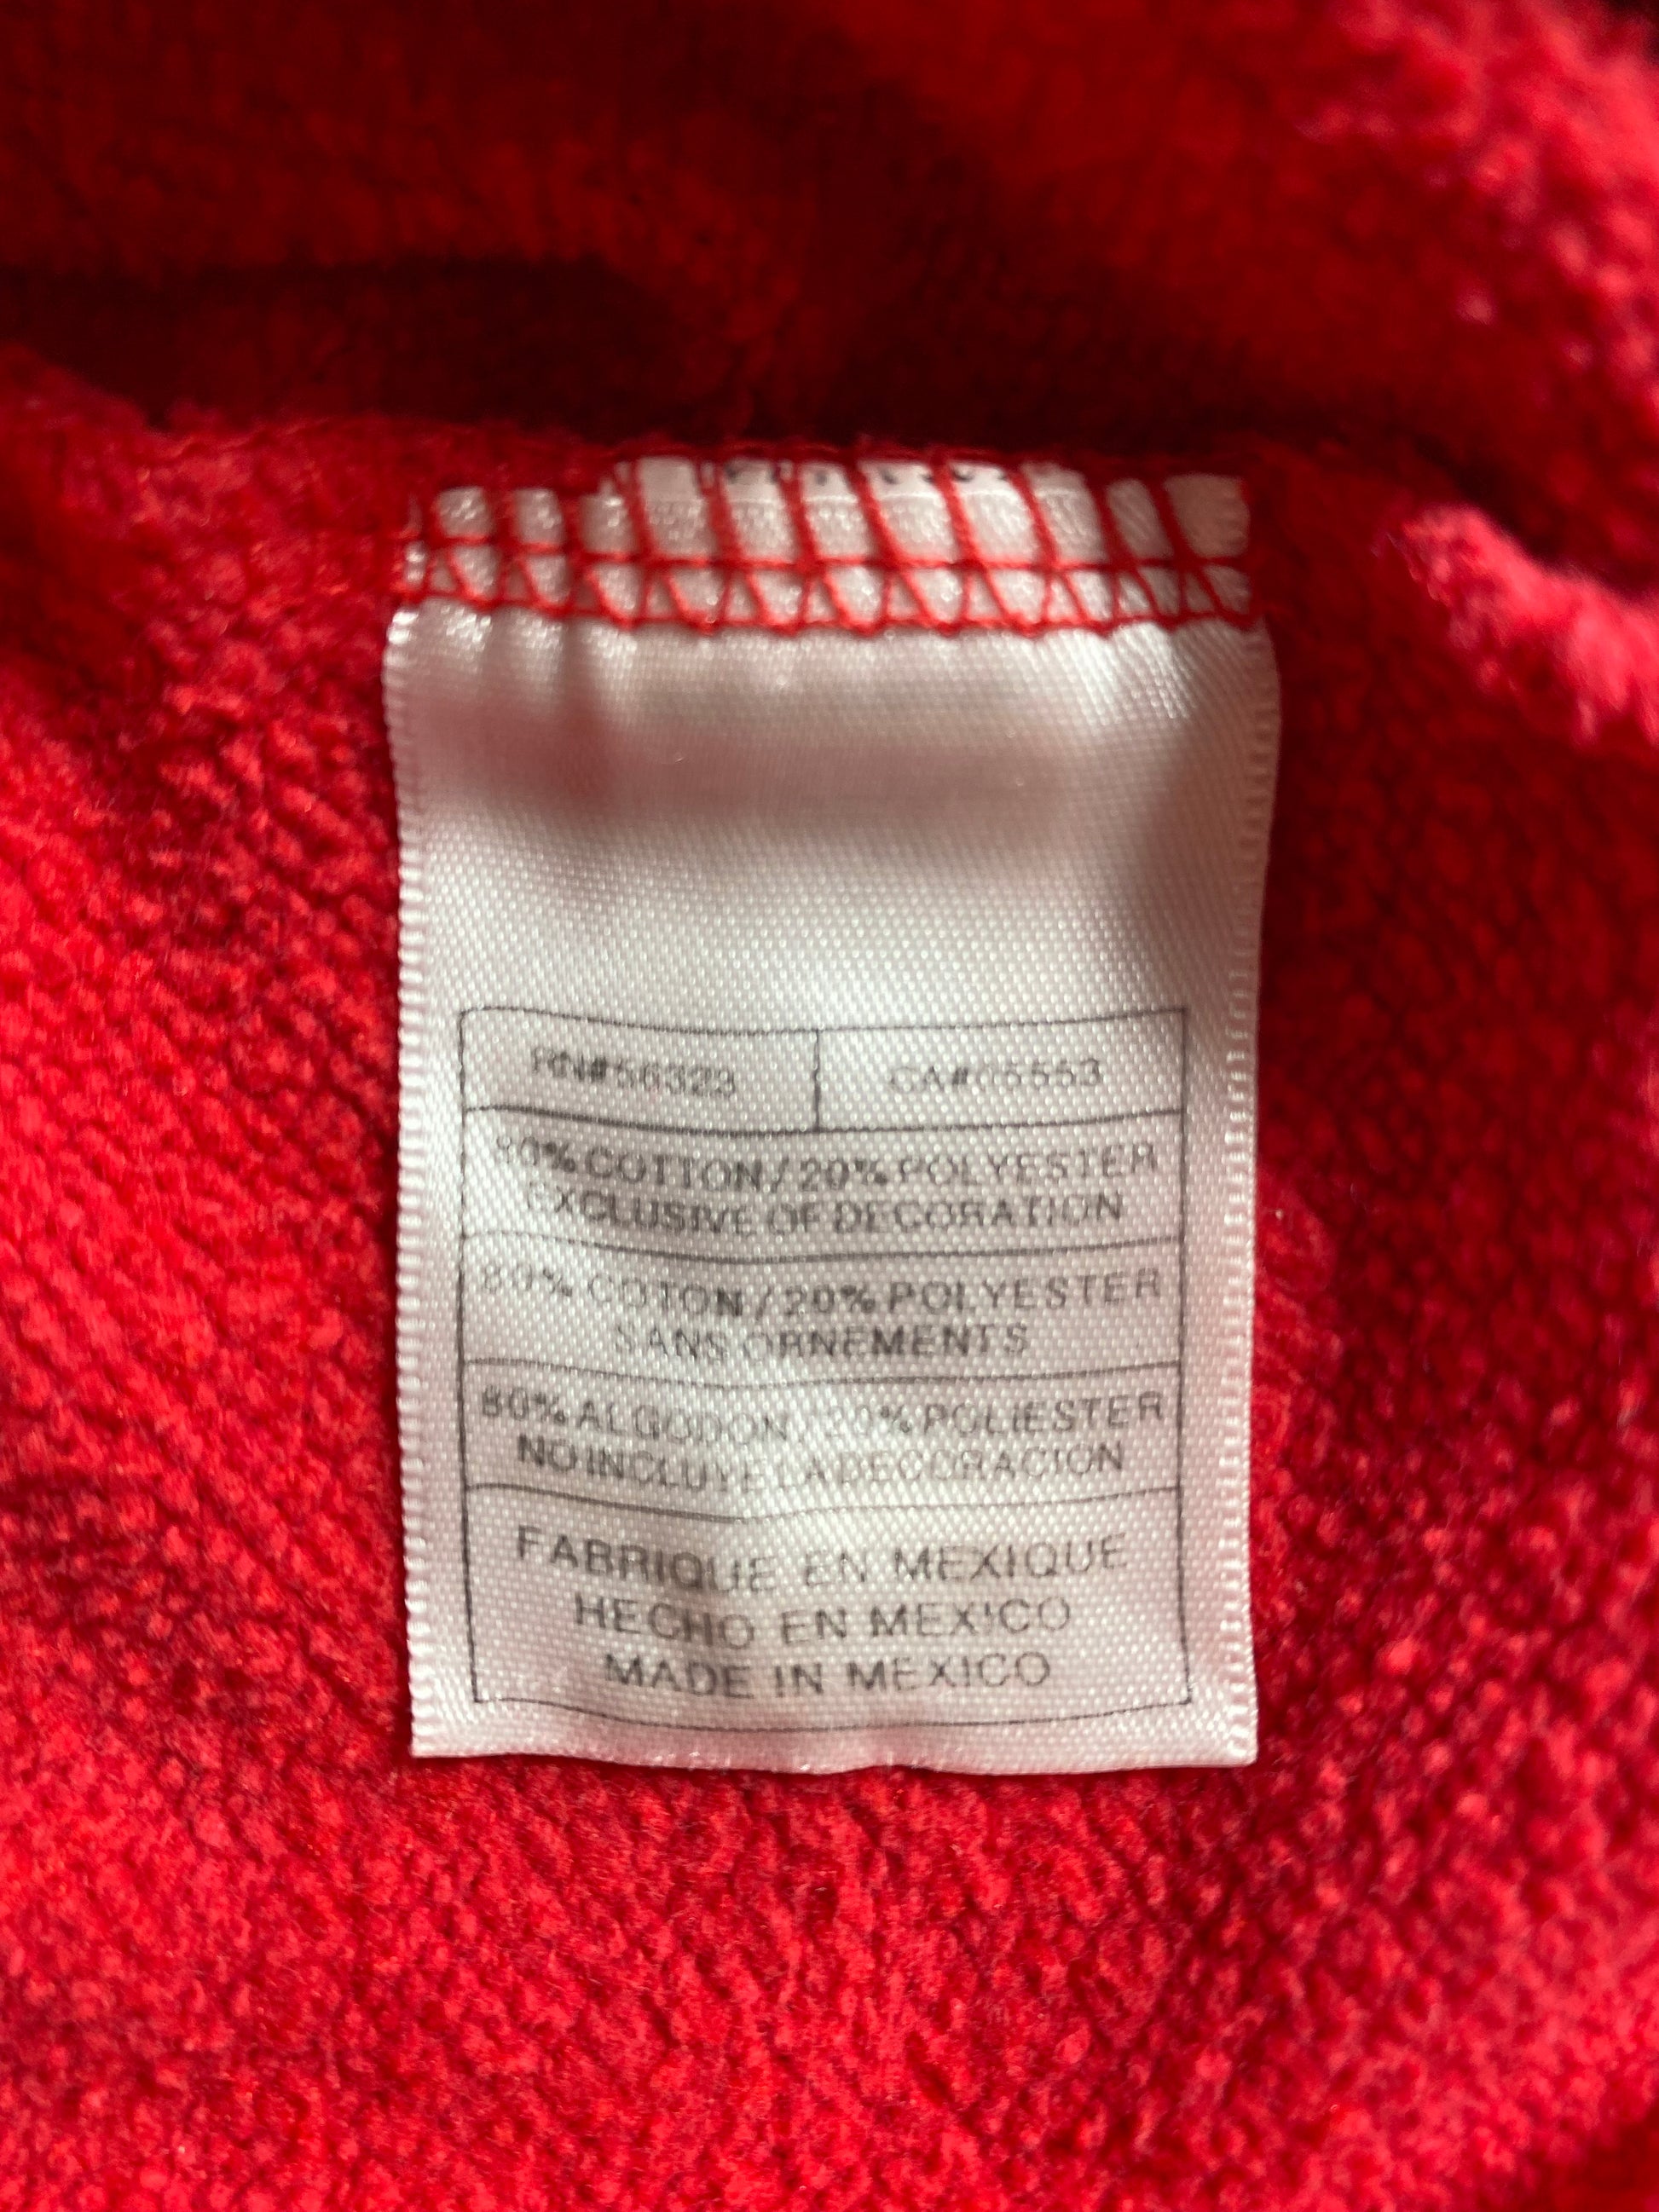 RN#56323 CA#05553
80% COTTON / 20% POLYESTER
EXCLUSIVE OF DECORATION
80% COTON / 20% POLYESTER
SANS ORNEMENTS
80% ALGODON / 20% POLIESTER
NO INCLUYE LA DECORACION
FABRIQUE EN MEXIQUE
HECHO EN MEXICO
MADE IN MEXICO